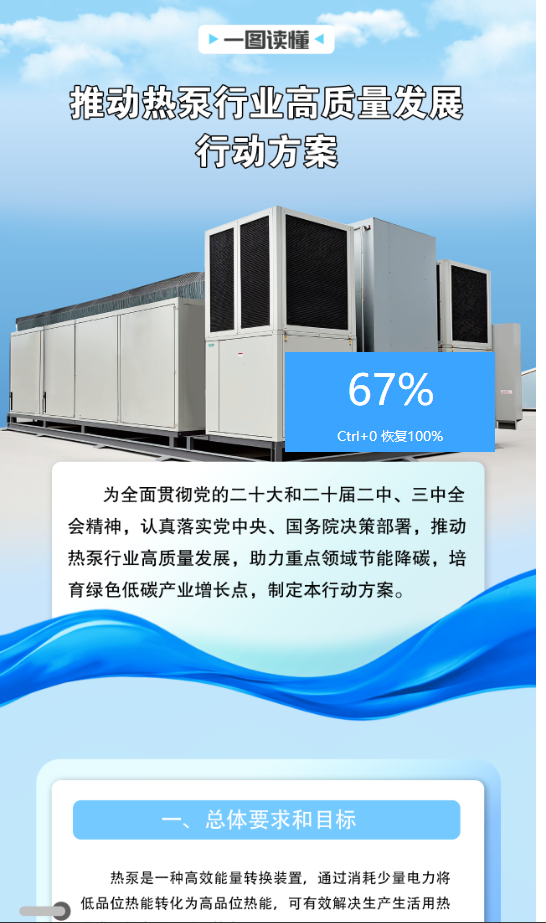 一图读懂
推动热泵行业高质量发展
行动方案
67%
Ctrl+0 恢复100%
为全面贯彻党的二十大和二十届二中、三中全
会精神，认真落实党中央、国务院决策部署，推动
热泵行业高质量发展，助力重点领域节能降碳，培
育绿色低碳产业增长点，制定本行动方案。
一、总体要求和目标
热泵是一种高效能量转换装置，通过消耗少量电力将
低品位热能转化为高品位热能，可有效解决生产生活用热